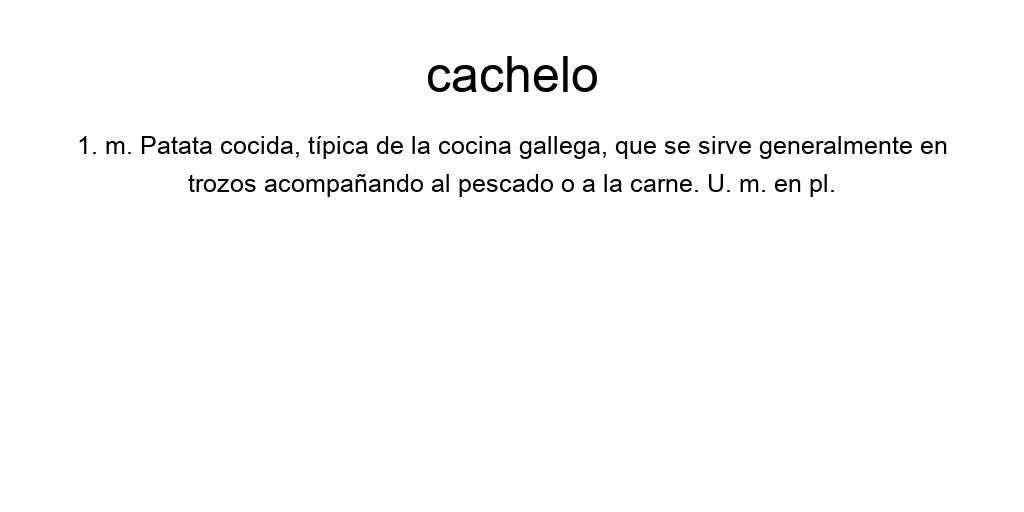 cachelo
1. m. Patata cocida, típica de la cocina gallega, que se sirve generalmente en
trozos acompañando al pescado o a la carne. U. m. en pl.